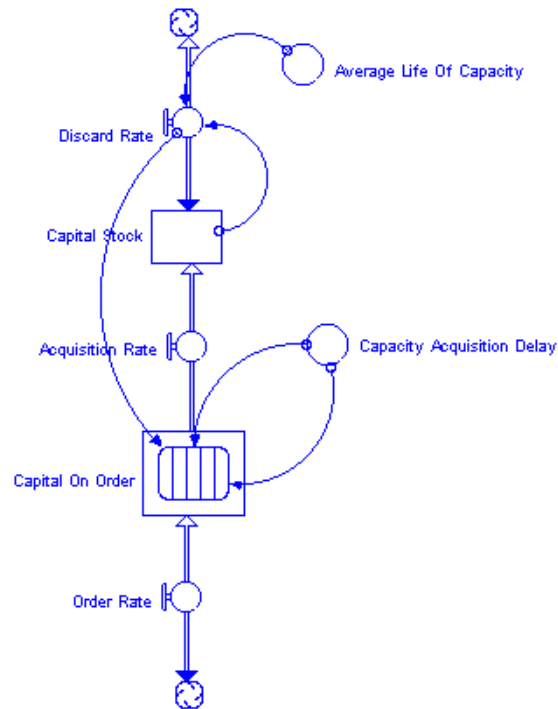 Average Life Of Capacity
Discard Rate
Capital Stock
Acquisition Rate
Capacity Acquisition Delay
Capital On Order
Order Rate